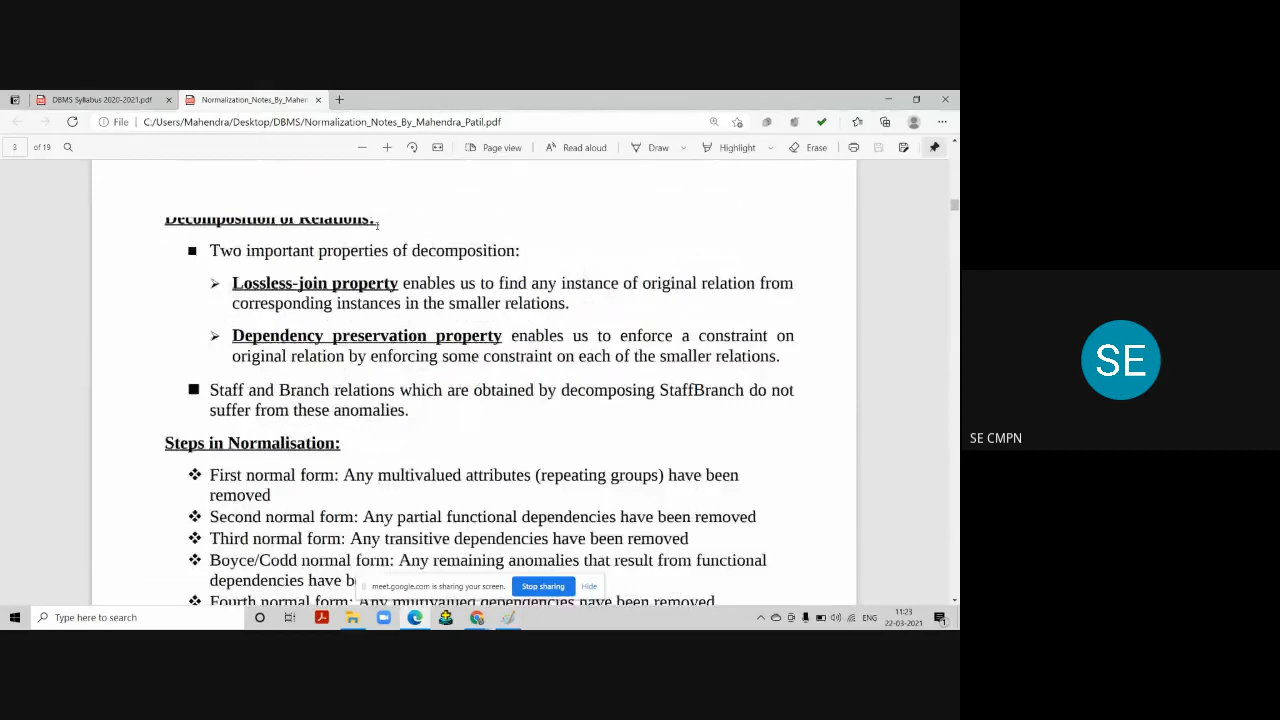 DBMS Syllabus 2020-2021.pdf
Normalization_Notes_By_Mahen
File C:/Users/Mahendra/Desktop/DBMS/Normalization_Notes_By_Mahendra_Patil.pdf
3 of 19 Page view Read aloud Draw Highlight Erase
Decomposition of Relations:
Two important properties of decomposition:
Lossless-join property enables us to find any instance of original relation from
corresponding instances in the smaller relations.
Dependency preservation property enables us to enforce a constraint on
original relation by enforcing some constraint on each of the smaller relations.
Staff and Branch relations which are obtained by decomposing StaffBranch do not
suffer from these anomalies.
Steps in Normalisation:
First normal form: Any multivalued attributes (repeating groups) have been
removed
Second normal form: Any partial functional dependencies have been removed
Third normal form: Any transitive dependencies have been removed
Boyce/Codd normal form: Any remaining anomalies that result from functional
dependencies have b
meet.google.com is sharing your screen. Stop sharing Hide
Fourth normal form: Any multivalued dependencies have been removed
Type here to search
ENG
11:23
22-03-2021
1
SE
SE CMPN